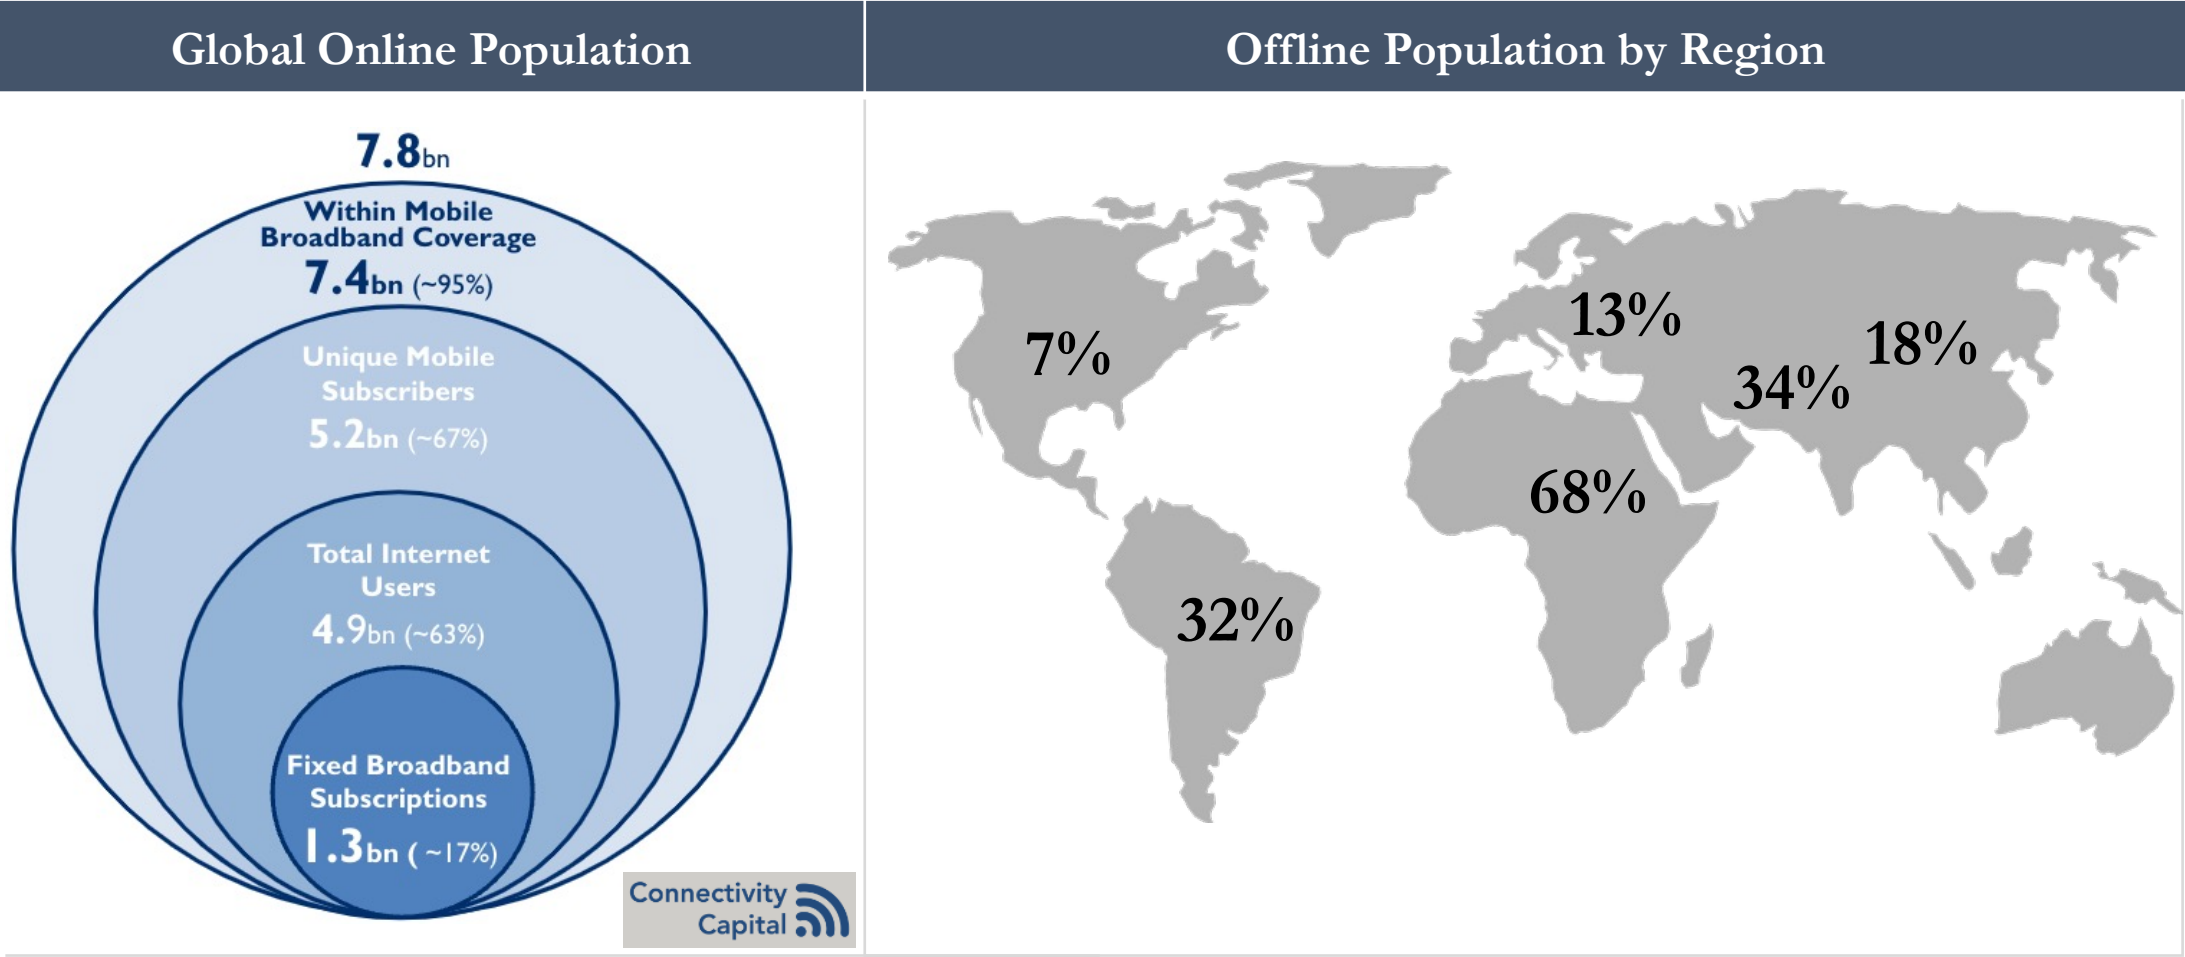 Global Online Population
Offline Population by Region
7.8bn
Within Mobile
Broadband Coverage
7.4bn (~95%)
Unique Mobile
Subscribers
5.2bn (~67%)
Total Internet
Users
4.9bn (~63%)
Fixed Broadband
Subscriptions
1.3bn ( ~17%)
Connectivity
Capital
7%
13%
18%
34%
68%
32%